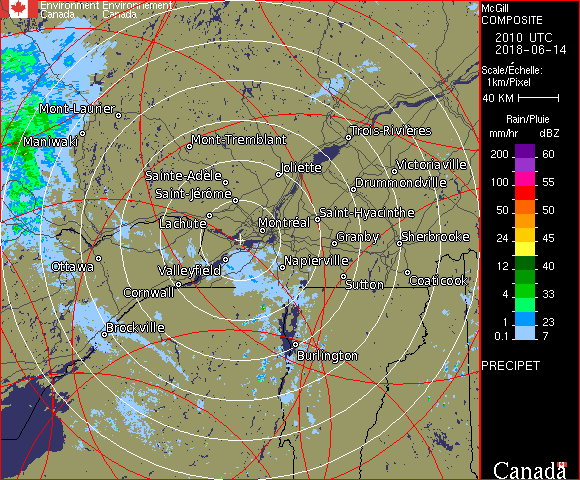 Environment Environnement
Canada Canada
McGill
COMPOSITE
2010 UTC
2018-06-14
Scale/Échelle:
1km/Pixel
40 KM
Rain/Pluie
mm/hr dBZ
200 60
150 57
100 55
50 50
24 45
12 40
4 33
2 23
0.1 7
PRECIPET
Canada
Mont-Laurier
Maniwaki
Mont-Tremblant
Trois-Rivières
Joliette
Victoriaville
Sainte-Adèle
Drummondville
Saint-Jérôme
Lachute
Saint-Hyacinthe
Montréal
Granby
Sherbrooke
Ottawa
Valleyfield
Napierville
Cornwall
Sutton
Coaticook
Brockville
Burlington